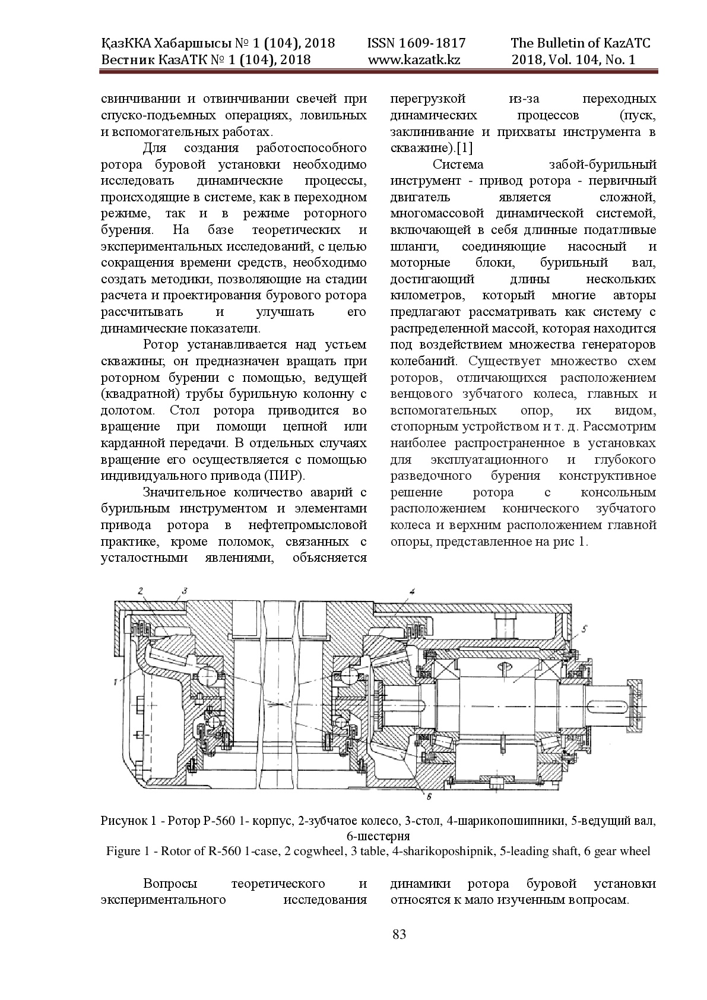 ҚазККА Хабаршысы № 1 (104), 2018 ISSN 1609-1817 The Bulletin of KazATC
Вестник КазАТК № 1 (104), 2018 www.kazatk.kz 2018, Vol. 104, No. 1
свинчивании и отвинчивании свечей при
спуско-подъемных операциях, ловильных
и вспомогательных работах.
Для создания работоспособного
ротора буровой установки необходимо
исследовать динамические процессы,
происходящие в системе, как в переходном
режиме, так и в режиме роторного
бурения. На базе теоретических и
экспериментальных исследований, с целью
сокращения времени средств, необходимо
создать методики, позволяющие на стадии
расчета и проектирования бурового ротора
рассчитывать и улучшать его
динамические показатели.
Ротор устанавливается над устьем
скважины; он предназначен вращать при
роторном бурении с помощью, ведущей
(квадратной) трубы бурильную колонну с
долотом. Стол ротора приводится во
вращение при помощи цепной или
карданной передачи. В отдельных случаях
вращение его осуществляется с помощью
индивидуального привода (ПИР).
Значительное количество аварий с
бурильным инструментом и элементами
привода ротора в нефтепромысловой
практике, кроме поломок, связанных с
усталостными явлениями, объясняется
перегрузкой из-за переходных
динамических процессов (пуск,
заклинивание и прихваты инструмента в
скважине).[1]
Система забой-бурильный
инструмент - привод ротора - первичный
двигатель является сложной,
многомассовой динамической системой,
включающей в себя длинные податливые
шланги, соединяющие насосный и
моторные блоки, бурильный вал,
достигающий длины нескольких
километров, который многие авторы
предлагают рассматривать как систему с
распределенной массой, которая находится
под воздействием множества генераторов
колебаний. Существует множество схем
роторов, отличающихся расположением
венцового зубчатого колеса, главных и
вспомогательных опор, их видом,
стопорным устройством и т. д. Рассмотрим
наиболее распространенное в установках
для эксплуатационного и глубокого
разведочного бурения конструктивное
решение ротора с консольным
расположением конического зубчатого
колеса и верхним расположением главной
опоры, представленное на рис 1.
2 3 4
5
1
6
Рисунок 1 - Ротор Р-560 1- корпус, 2-зубчатое колесо, 3-стол, 4-шарикопошипники, 5-ведущий вал,
6-шестерня
Figure 1 - Rotor of R-560 1-case, 2 cogwheel, 3 table, 4-sharikoposhipnik, 5-leading shaft, 6 gear wheel
Вопросы теоретического и
экспериментального исследования
динамики ротора буровой установки
относятся к мало изученным вопросам.
83